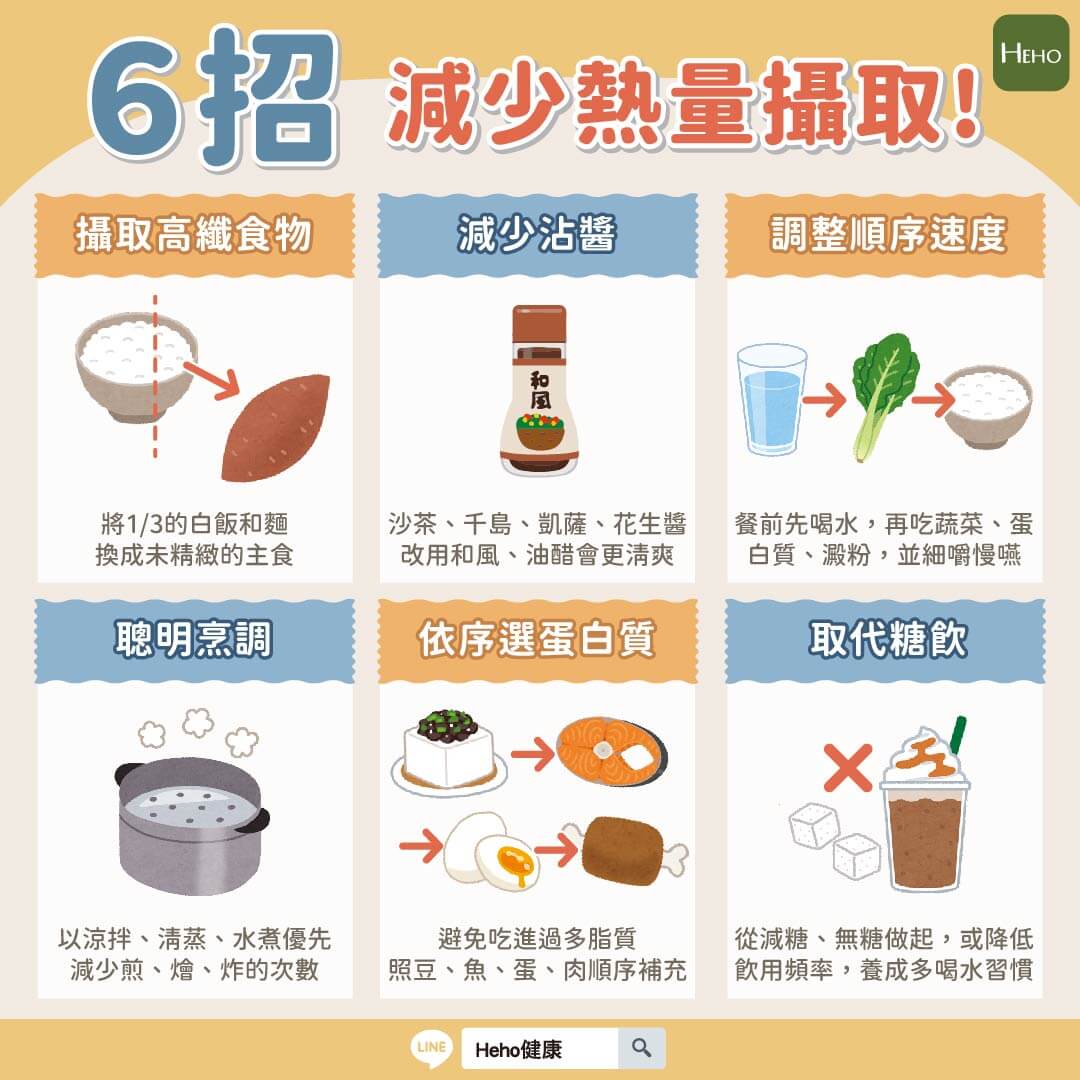 6招 減少熱量攝取!
HEHO
攝取高纖食物
將1/3的白飯和麵
換成未精緻的主食
減少沾醬
和風
沙茶、千島、凱薩、花生醬
改用和風、油醋會更清爽
調整順序速度
餐前先喝水，再吃蔬菜、蛋
白質、澱粉，並細嚼慢嚥
聰明烹調
以涼拌、清蒸、水煮優先
減少煎、燴、炸的次數
依序選蛋白質
避免吃進過多脂質
照豆、魚、蛋、肉順序補充
取代糖飲
從減糖、無糖做起，或降低
飲用頻率，養成多喝水習慣
LINE
Heho健康